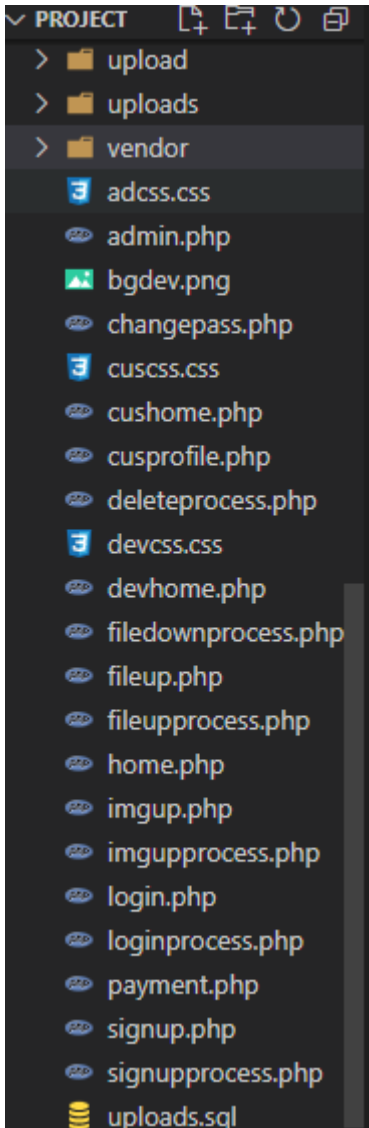 PROJECT
upload
uploads
vendor
adcss.css
admin.php
bgdev.png
changepass.php
cuscss.css
cushome.php
cusprofile.php
deleteprocess.php
devcss.css
devhome.php
filedownprocess.php
fileup.php
fileupprocess.php
home.php
imgup.php
imgupprocess.php
login.php
loginprocess.php
payment.php
signup.php
signupprocess.php
uploads.sql